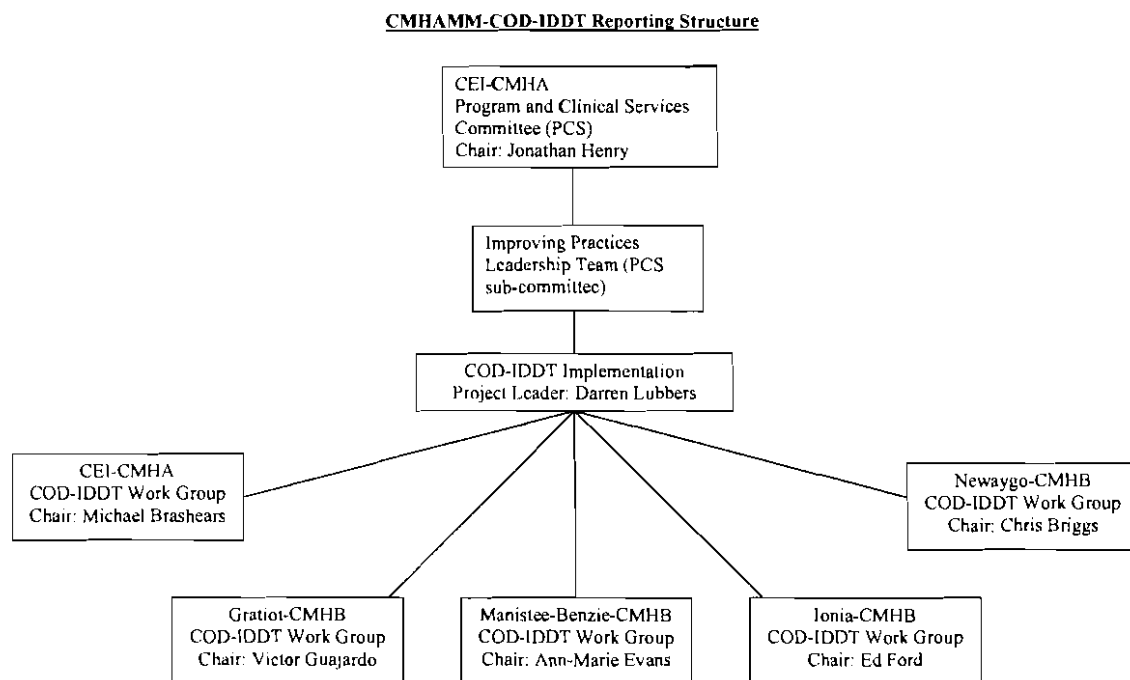 CMHAMM-COD-IDDT Reporting Structure
CEI-CMHA
Program and Clinical Services
Committee (PCS)
Chair: Jonathan Henry
Improving Practices
Leadership Team (PCS
sub-committee)
COD-IDDT Implementation
Project Leader: Darren Lubbers
CEI-CMHA
COD-IDDT Work Group
Chair: Michael Brashears
Newaygo-CMHB
COD-IDDT Work Group
Chair: Chris Briggs
Gratiot-CMHB
COD-IDDT Work Group
Chair: Victor Guajardo
Manistee-Benzie-CMHB
COD-IDDT Work Group
Chair: Ann-Marie Evans
Ionia-CMHB
COD-IDDT Work Group
Chair: Ed Ford